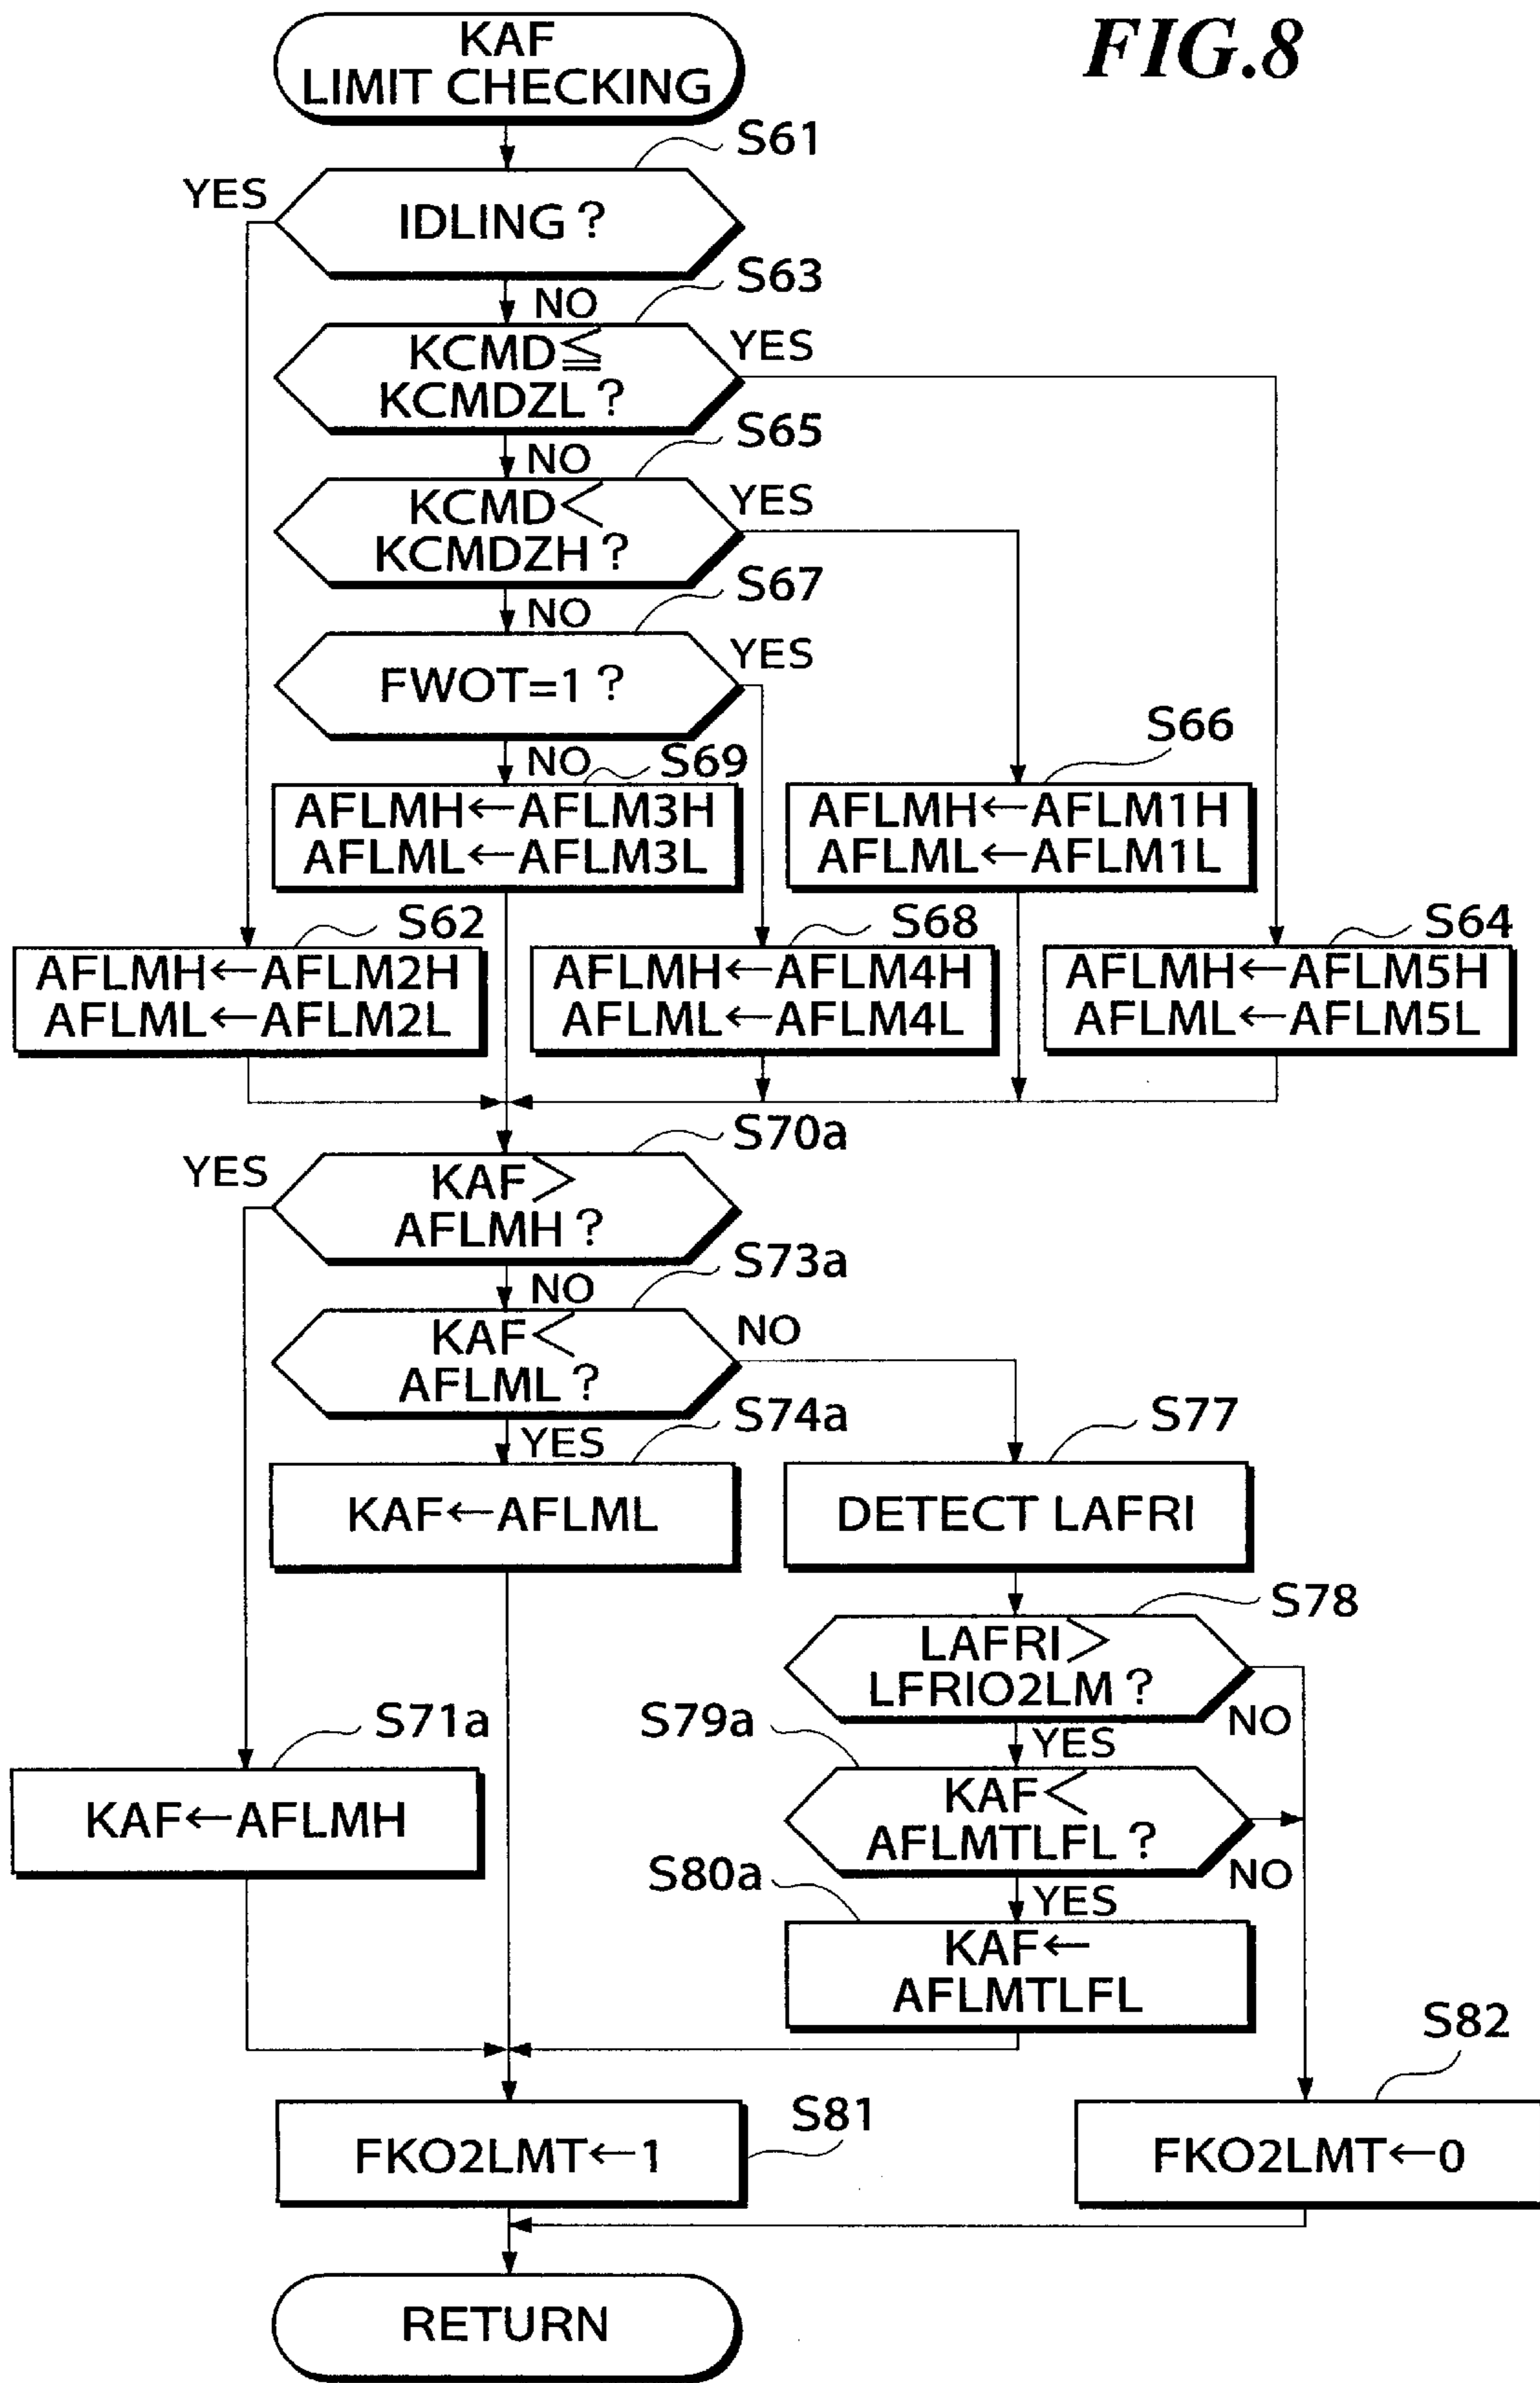 FIG.8
KAF
LIMIT CHECKING
S61
YES
IDLING?
S63
NO
KCMD≦
KCMDZL?
YES
S65
NO
KCMD<
KCMDZH?
YES
S67
NO
FWOT=1?
YES
S66
NO
S69
AFLMH←AFLM3H
AFLML←AFLM3L
AFLMH←AFLM1H
AFLML←AFLM1L
S62
S68
S64
AFLMH←AFLM2H
AFLML←AFLM2L
AFLMH←AFLM4H
AFLML←AFLM4L
AFLMH←AFLM5H
AFLML←AFLM5L
S70a
YES
KAF>
AFLMH?
S73a
NO
KAF<
AFLML?
NO
S74a
YES
S77
KAF←AFLML
DETECT LAFRI
S78
LAFRI>
LFRIO2LM?
NO
S71a
S79a
YES
KAF←AFLMH
KAF<
AFLMTLFL?
NO
S80a
YES
KAF←
AFLMTLFL
S82
S81
FKO2LMT←1
FKO2LMT←0
RETURN